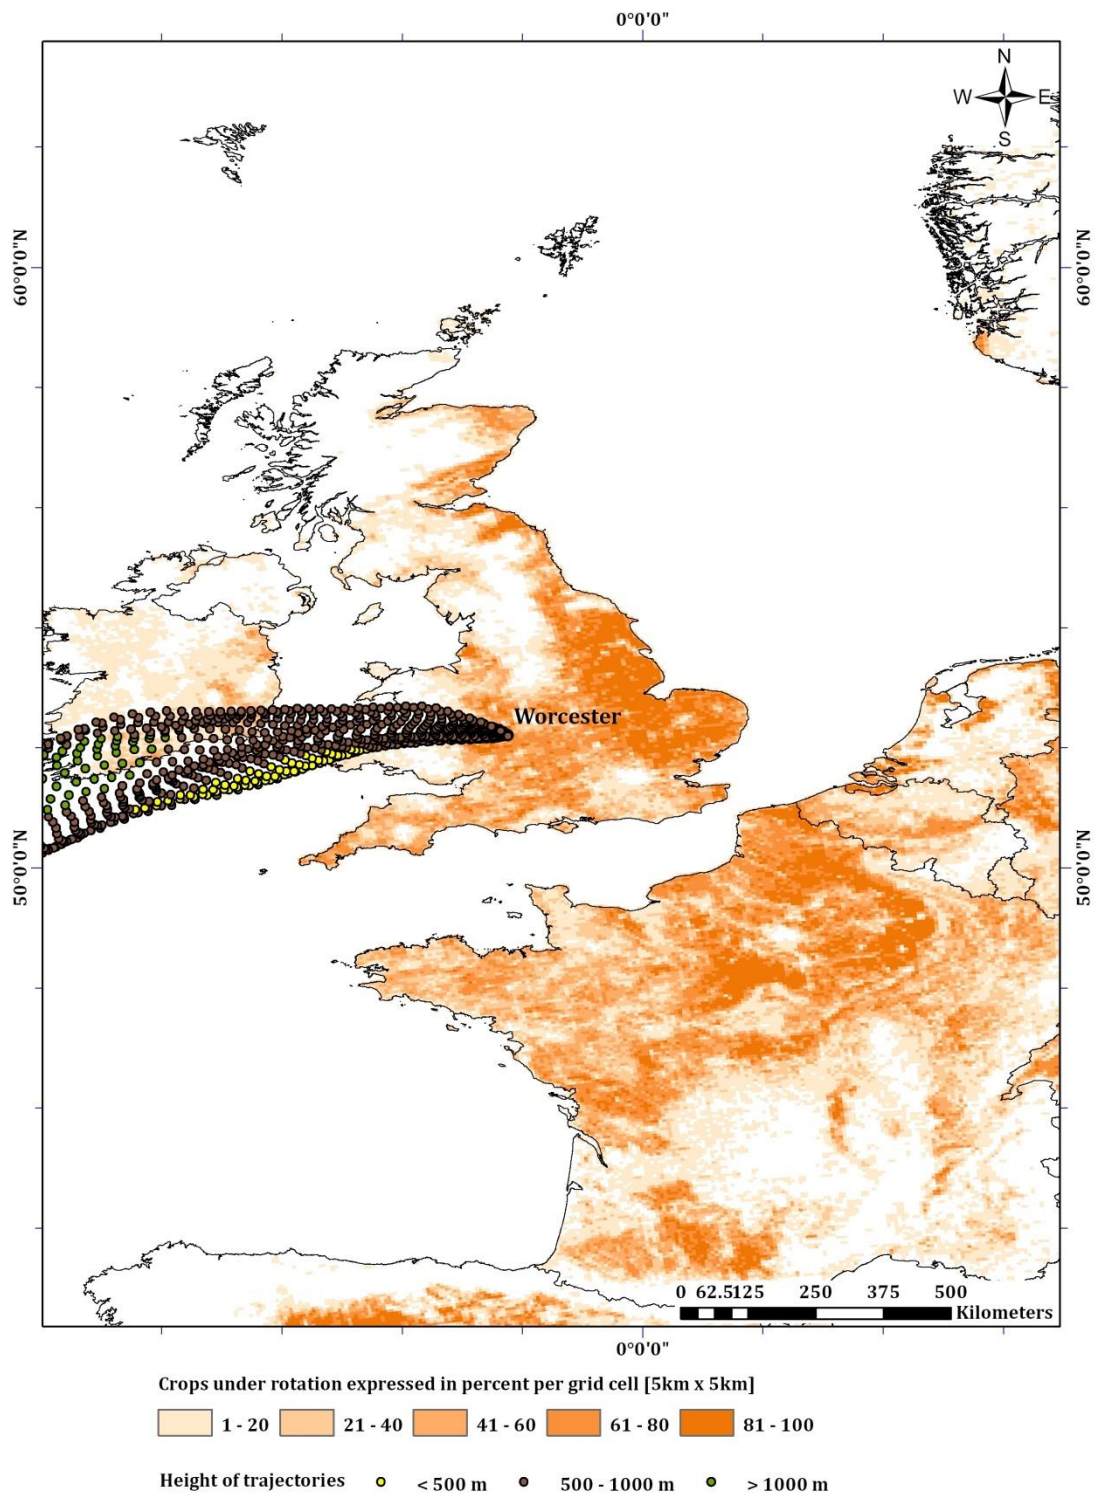 0°0'0"
N
W E
S
60°0'0"N
60°0'0"N
Worcester
50°0'0"N
50°0'0"N
0 62.5 125 250 375 500
Kilometers
0°0'0"
Crops under rotation expressed in percent per grid cell [5km x 5km]
1 - 20 21 - 40 41 - 60 61 - 80 81 - 100
Height of trajectories < 500 m 500 - 1000 m > 1000 m